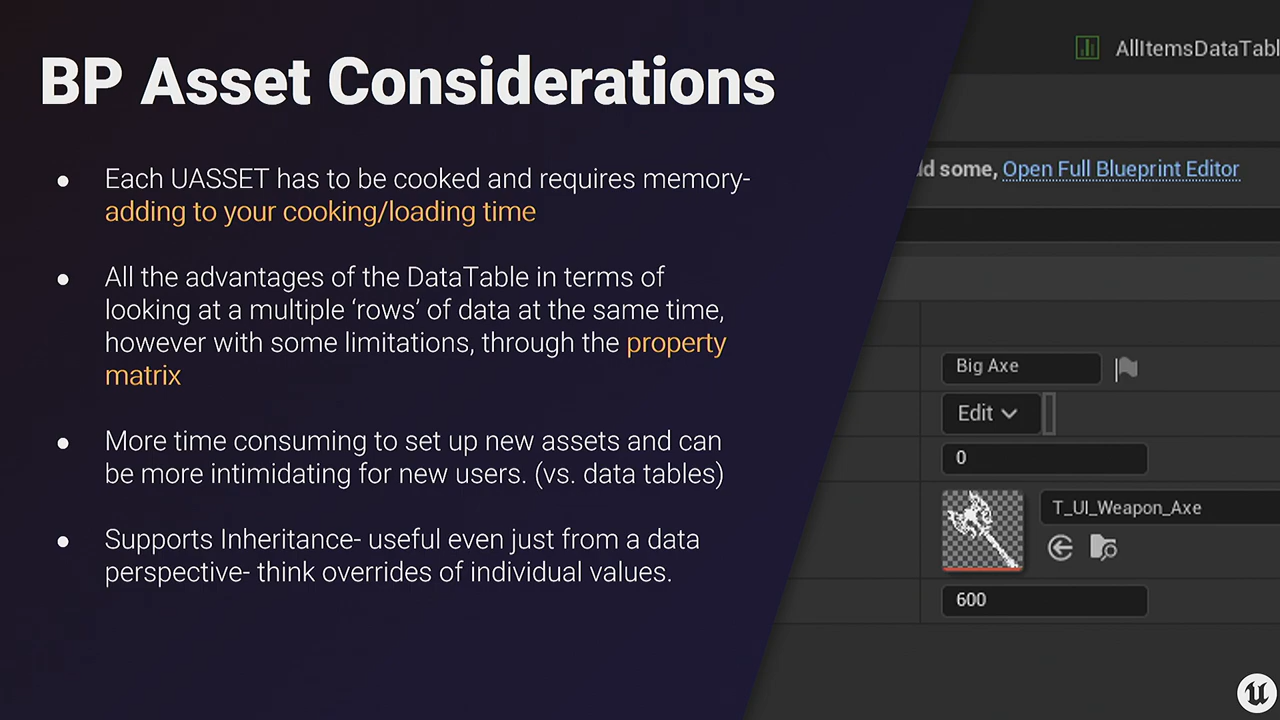 BP Asset Considerations
Each UASSET has to be cooked and requires memory-
adding to your cooking/loading time
All the advantages of the DataTable in terms of
looking at a multiple ‘rows’ of data at the same time,
however with some limitations, through the property
matrix
More time consuming to set up new assets and can
be more intimidating for new users. (vs. data tables)
Supports Inheritance- useful even just from a data
perspective- think overrides of individual values.
AllItemsDataTabl
some, Open Full Blueprint Editor
Big Axe
Edit
0
T_UI_Weapon_Axe
600